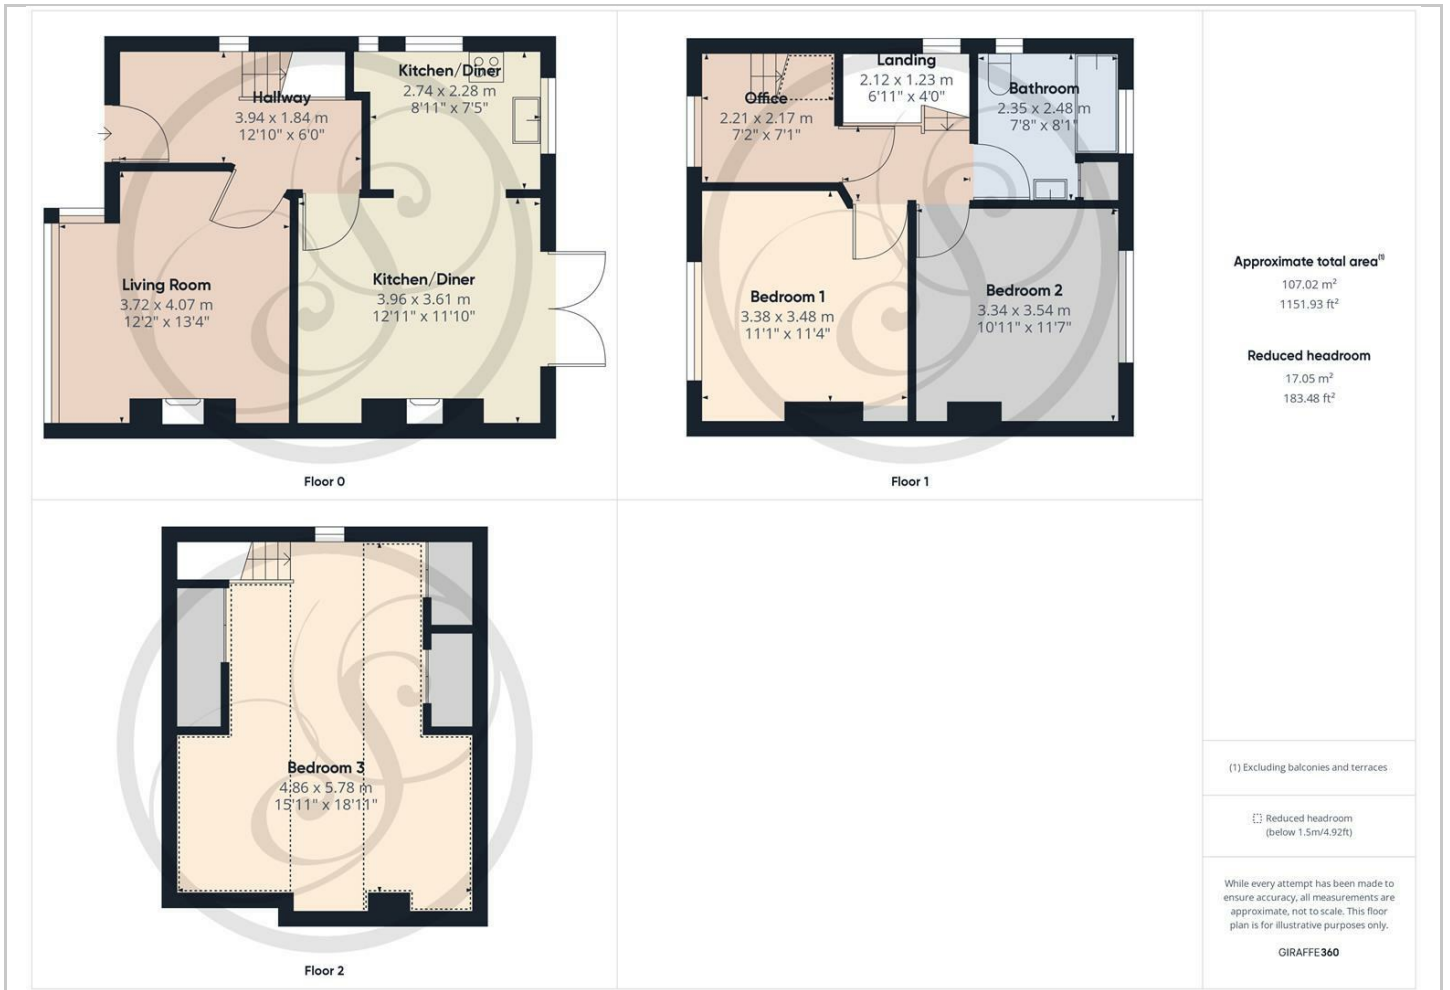 Kitchen/Diner
2.74 x 2.28 m
8'11" x 7'5"
Hallway
3.94 x 1.84 m
12'10" x 6'0"
Living Room
3.72 x 4.07 m
12'2" x 13'4"
Kitchen/Diner
3.96 x 3.61 m
12'11" x 11'10"
Floor 0
Landing
2.12 x 1.23 m
6'11" x 4'0"
Office
2.21 x 2.17 m
7'2" x 7'1"
Bathroom
2.35 x 2.48 m
7'8" x 8'1"
Bedroom 1
3.38 x 3.48 m
11'1" x 11'4"
Bedroom 2
3.34 x 3.54 m
10'11" x 11'7"
Floor 1
Bedroom 3
4.86 x 5.78 m
15'11" x 18'11"
Floor 2
Approximate total area(1)
107.02 m²
1151.93 ft²
Reduced headroom
17.05 m²
183.48 ft²
(1) Excluding balconies and terraces
Reduced headroom
(below 1.5m/4.92ft)
While every attempt has been made to
ensure accuracy, all measurements are
approximate, not to scale. This floor
plan is for illustrative purposes only.
GIRAFFE360